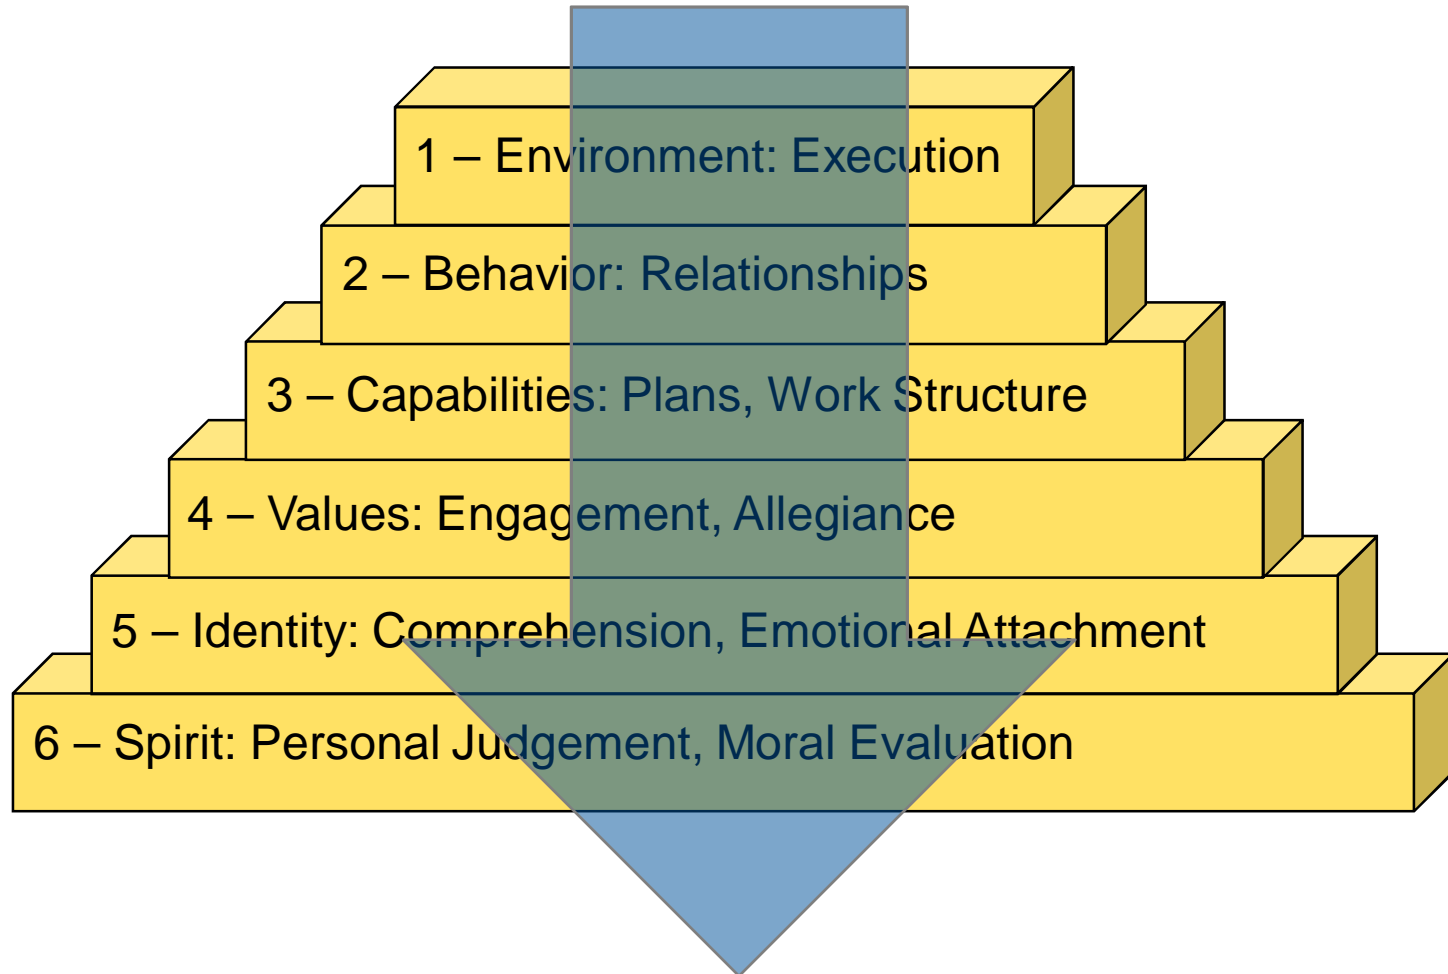 1 – Environment: Execution
2 – Behavior: Relationships
3 – Capabilities: Plans, Work Structure
4 – Values: Engagement, Allegiance
5 – Identity: Comprehension, Emotional Attachment
6 – Spirit: Personal Judgement, Moral Evaluation